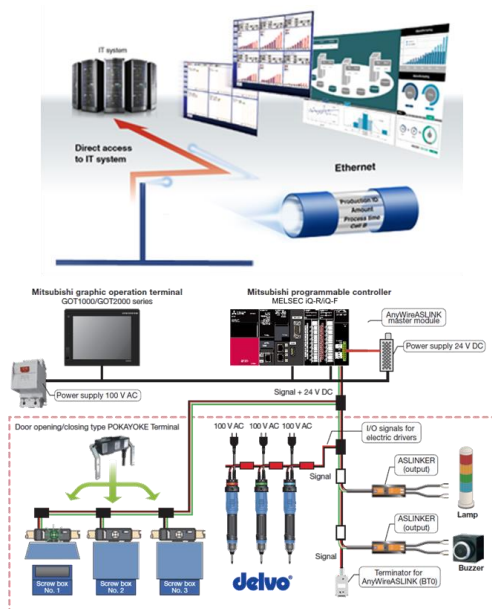 IT system
Direct access
to IT system
Ethernet
Production ID
Amount
Process time
Cell ID
Mitsubishi graphic operation terminal
GOT1000/GOT2000 series
Mitsubishi programmable controller
MELSEC iQ-R/iQ-F
AnyWireASLINK
master module
Power supply 24 V DC
Power supply 100 V AC
Signal + 24 V DC
Door opening/closing type POKAYOKE Terminal
100 V AC 100 V AC 100 V AC
I/O signals for
electric drivers
Signal
ASLINKER
(output)
Lamp
ASLINKER
(output)
Signal
Buzzer
Screw box
No. 1
Screw box
No. 2
Screw box
No. 3
delvo
Terminator for
AnyWireASLINK (BT0)